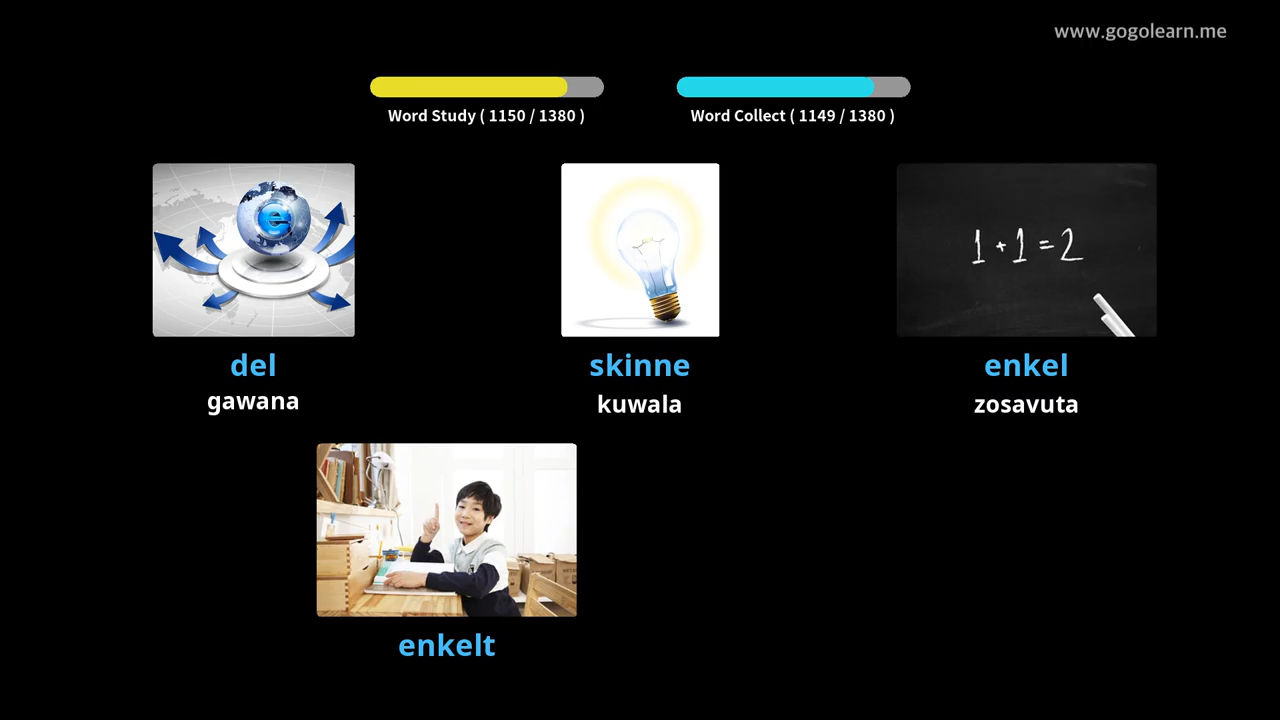 www.gogolearn.me
Word Study ( 1150 / 1380 )
Word Collect ( 1149 / 1380 )
e
1 + 1 = 2
del
skinne
enkel
gawana
kuwala
zosavuta
enkelt